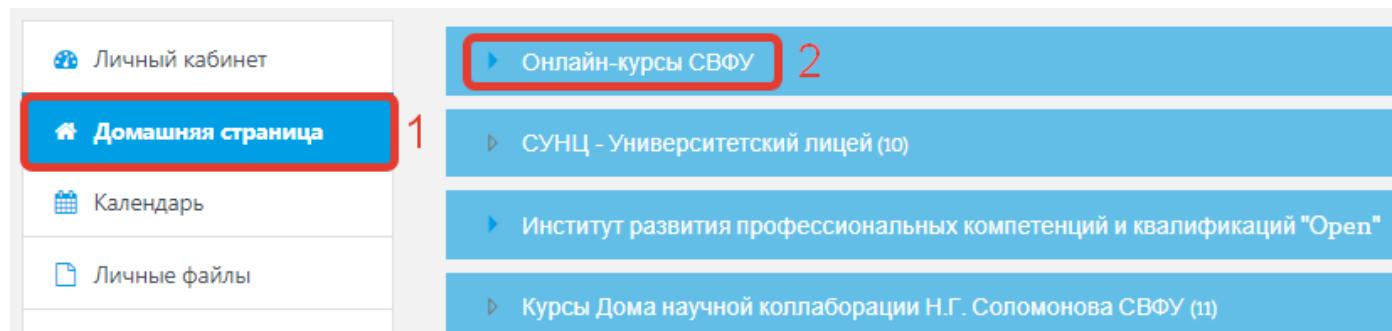 Личный кабинет
Домашняя страница
1
Календарь
Личные файлы
Онлайн-курсы СВФУ
2
СУНЦ - Университетский лицей (10)
Институт развития профессиональных компетенций и квалификаций "Open"
Курсы Дома научной коллаборации Н.Г. Соломонова СВФУ (11)